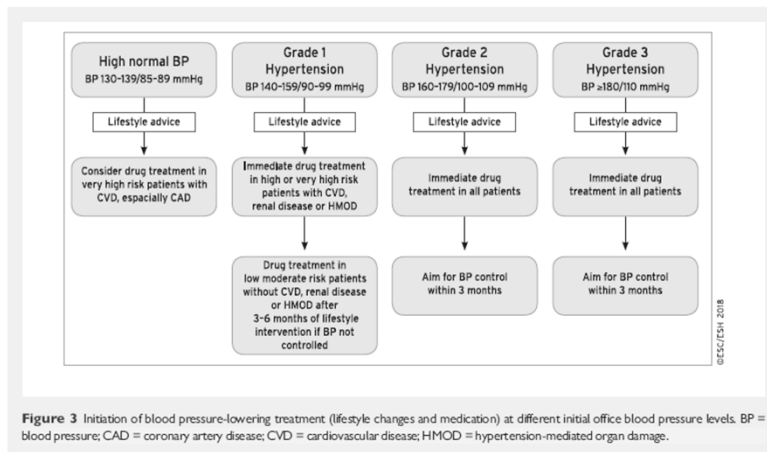 High normal BP
BP 130-139/85-89 mmHg
Lifestyle advice
Consider drug treatment in
very high risk patients with
CVD, espacially CAD
Grade 1
Hypertension
BP 140-159/90-99 mmHg
Lifestyle advice
Immediate drug treatment
in high or very high risk
patients with CVD,
renal disease or HMOD
Drug treatment in
low moderate risk patients
without CVD, renal disease
or HMOD after
3-6 months of lifestyle
intervention if BP not
controlled
Grade 2
Hypertension
BP 160-179/100-109 mmHg
Lifestyle advice
Immediate drug
treatment in all patients
Aim for BP control
within 3 months
Grade 3
Hypertension
BP ≥180/110 mmHg
Lifestyle advice
Immediate drug
treatment in all patients
Aim for BP control
within 3 months
©ESC/ESH 2018
Figure 3 Initiation of blood pressure-lowering treatment (lifestyle changes and medication) at different initial office blood pressure levels. BP =
blood pressure; CAD = coronary artery disease; CVD = cardiovascular disease; HMOD = hypertension-mediated organ damage.